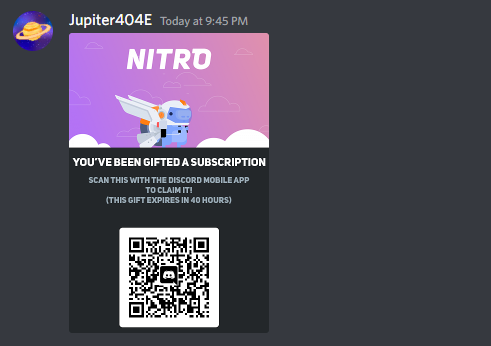 Jupiter404E Today at 9:45 PM
NITRO
YOU'VE BEEN GIFTED A SUBSCRIPTION
SCAN THIS WITH THE DISCORD MOBILE APP
TO CLAIM IT!
(THIS GIFT EXPIRES IN 40 HOURS)